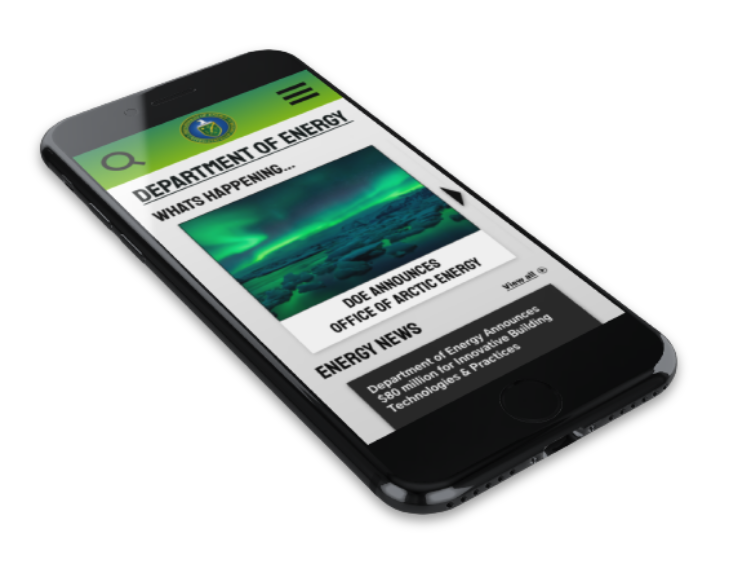 DEPARTMENT OF ENERGY
WHATS HAPPENING...
DOE ANNOUNCES
OFFICE OF ARCTIC ENERGY
View all
ENERGY NEWS
Department of Energy Announces
$80 million for Innovative Building
Technologies & Practices